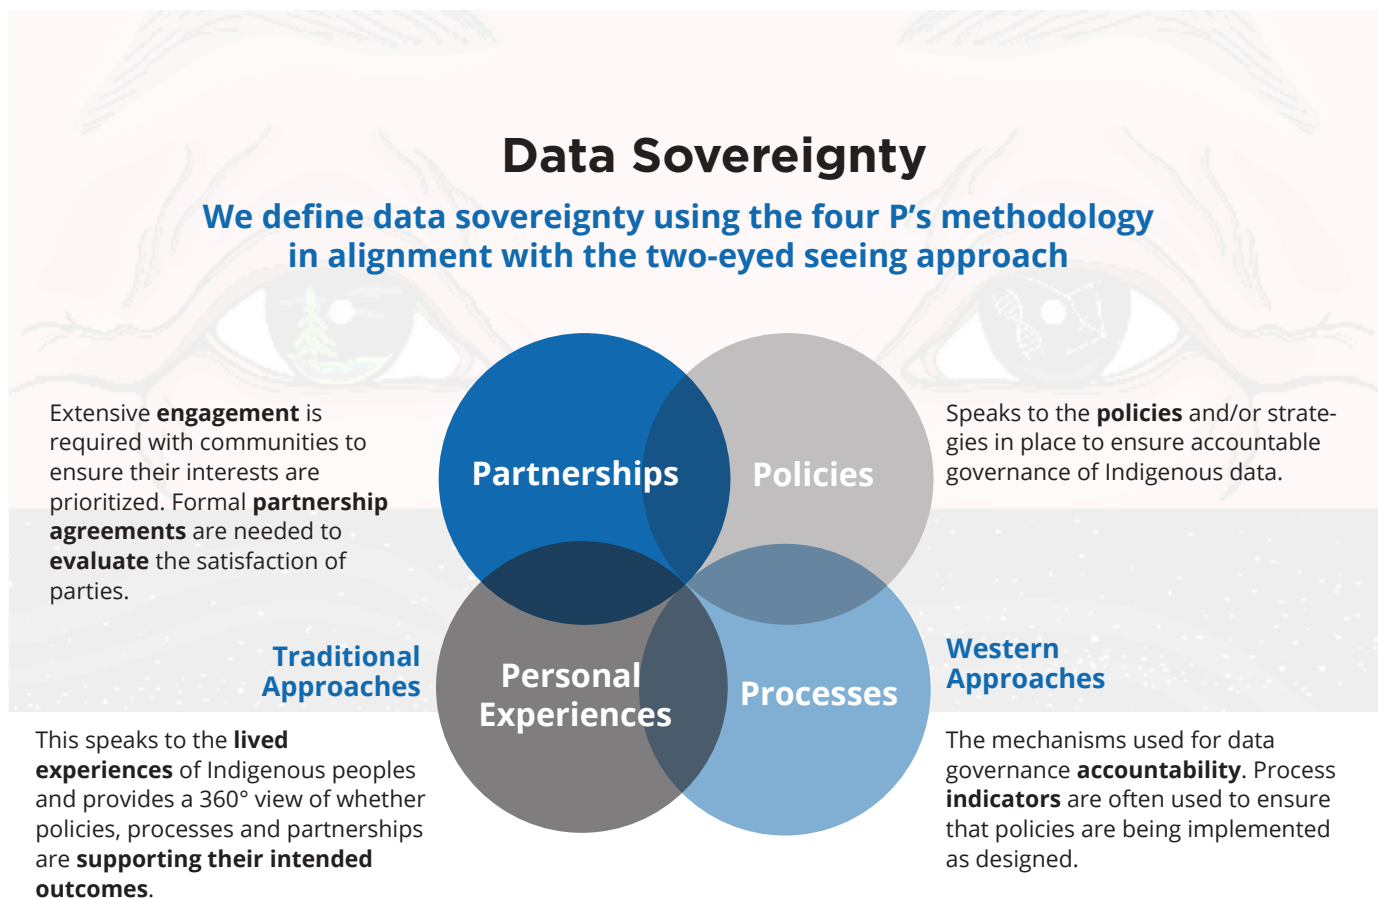 Data Sovereignty
We define data sovereignty using the four P’s methodology
in alignment with the two-eyed seeing approach
Extensive engagement is
required with communities to
ensure their interests are
prioritized. Formal partnership
agreements are needed to
evaluate the satisfaction of
parties.
Partnerships
Policies
Speaks to the policies and/or strate-
gies in place to ensure accountable
governance of Indigenous data.
Traditional
Approaches
Personal
Experiences
Processes
Western
Approaches
This speaks to the lived
experiences of Indigenous peoples
and provides a 360° view of whether
policies, processes and partnerships
are supporting their intended
outcomes.
The mechanisms used for data
governance accountability. Process
indicators are often used to ensure
that policies are being implemented
as designed.